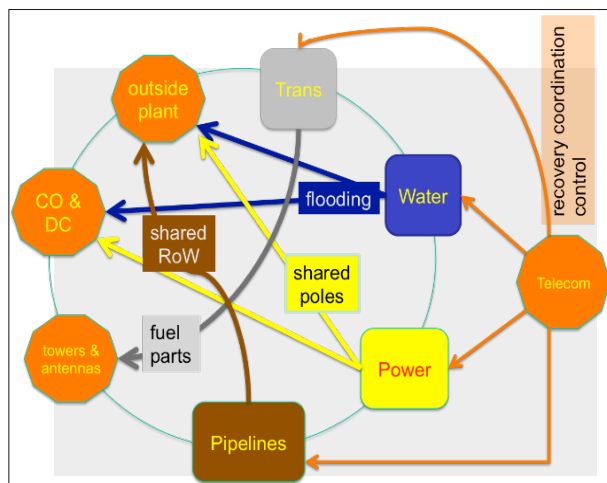 outside
plant
Trans
recovery coordination
control
CO &
DC
flooding
Water
shared
RoW
shared
poles
Telecom
towers &
antennas
fuel
parts
Power
Pipelines